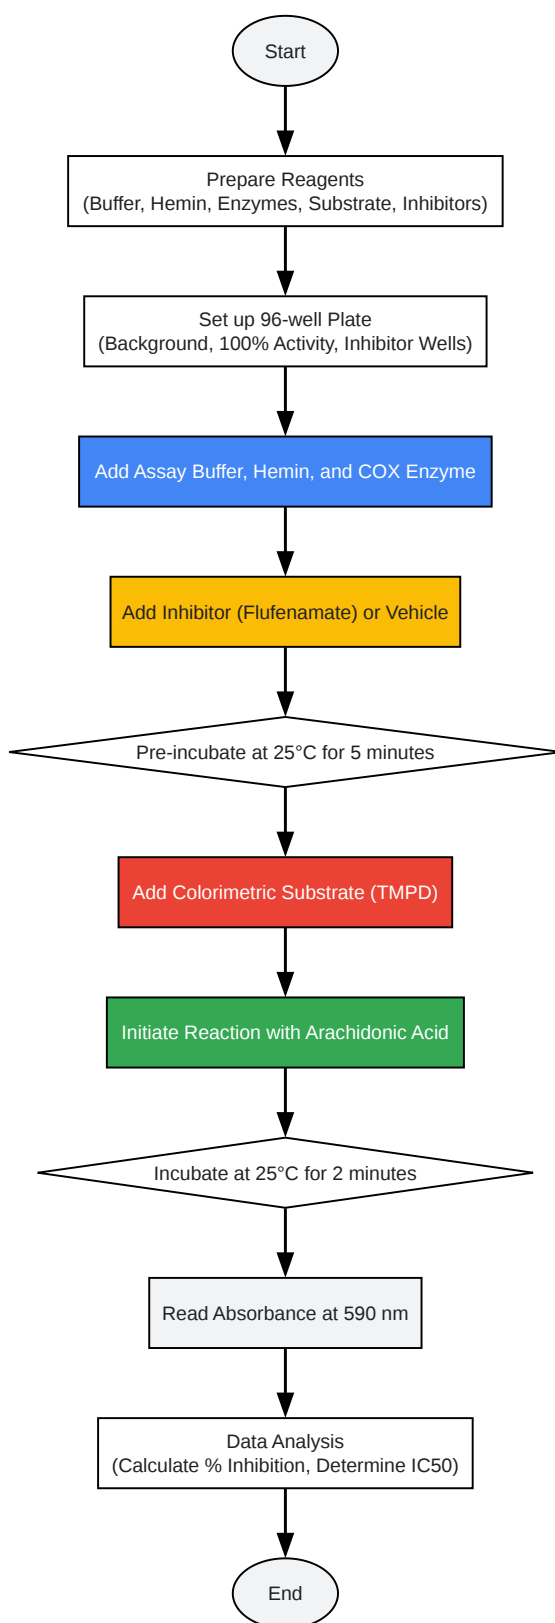 Start
Prepare Reagents
(Buffer, Hemin, Enzymes, Substrate, Inhibitors)
Set up 96-well Plate
(Background, 100% Activity, Inhibitor Wells)
Add Assay Buffer, Hemin, and COX Enzyme
Add Inhibitor (Flufenamate) or Vehicle
Pre-incubate at 25°C for 5 minutes
Add Colorimetric Substrate (TMPD)
Initiate Reaction with Arachidonic Acid
Incubate at 25°C for 2 minutes
Read Absorbance at 590 nm
Data Analysis
(Calculate % Inhibition, Determine IC50)
End